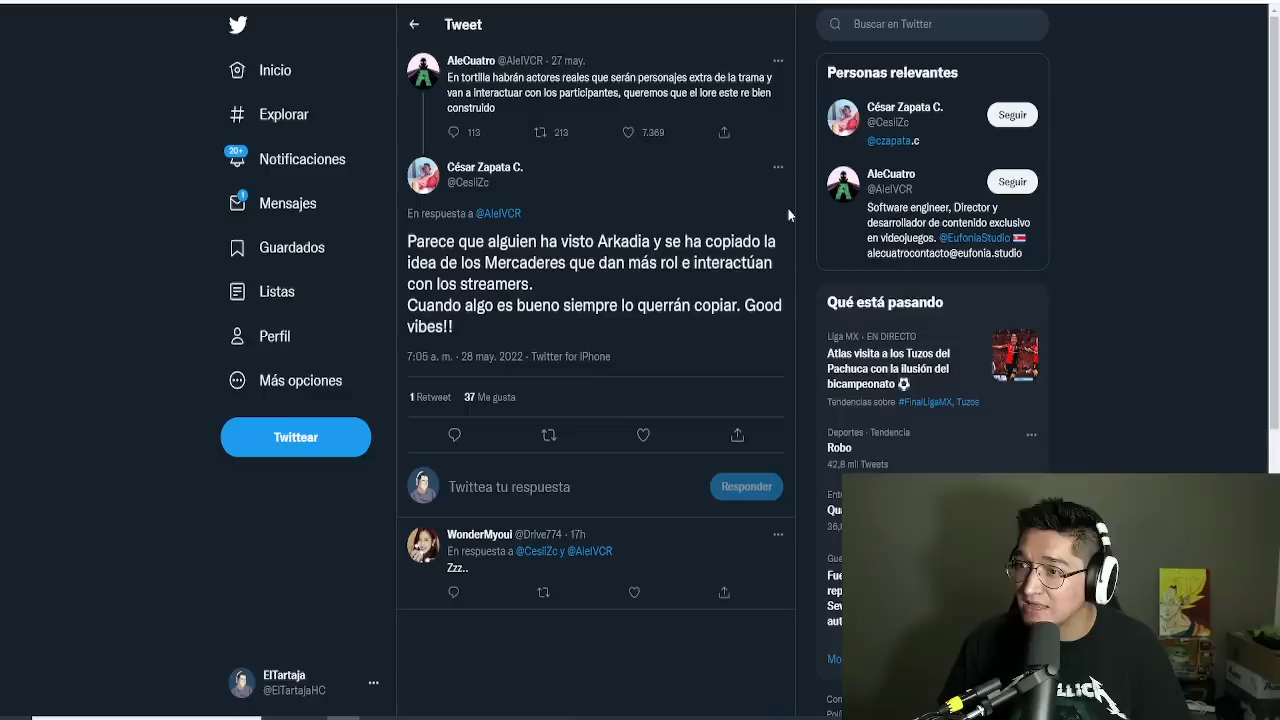 Tweet
Buscar en Twitter
Inicio
Explorar
20+
Notificaciones
1
Mensajes
Guardados
Listas
Perfil
Más opciones
Twittear
ElTartaja
@ElTartajaHC
AleCuatro @AleIVCR · 27 may.
En tortilla habrán actores reales que serán personajes extra de la trama y
van a interactuar con los participantes, queremos que el lore este re bien
construido
113 213 7.369
César Zapata C.
@CesilZc
En respuesta a @AleIVCR
Parece que alguien ha visto Arkadia y se ha copiado la
idea de los Mercaderes que dan más rol e interactúan
con los streamers.
Cuando algo es bueno siempre lo querrán copiar. Good
vibes!!
7:05 a. m. · 28 may. 2022 · Twitter for iPhone
1 Retweet 37 Me gusta
Twittea tu respuesta
Responder
WonderMyoui @Drive774 · 17h
En respuesta a @CesilZc y @AleIVCR
Zzz..
Personas relevantes
César Zapata C.
@CesilZc
Seguir
@czapata.c
AleCuatro
@AleIVCR
Seguir
Software engineer, Director y
desarrollador de contenido exclusivo
en videojuegos. @EufoniaStudio
alecuatrocontacto@eufonia.studio
Qué está pasando
Liga MX · EN DIRECTO
Atlas visita a los Tuzos del
Pachuca con la ilusión del
bicampeonato
Tendencias sobre #FinalLigaMX, Tuzos
Deportes · Tendencia
Robo
42,8 mil Tweets